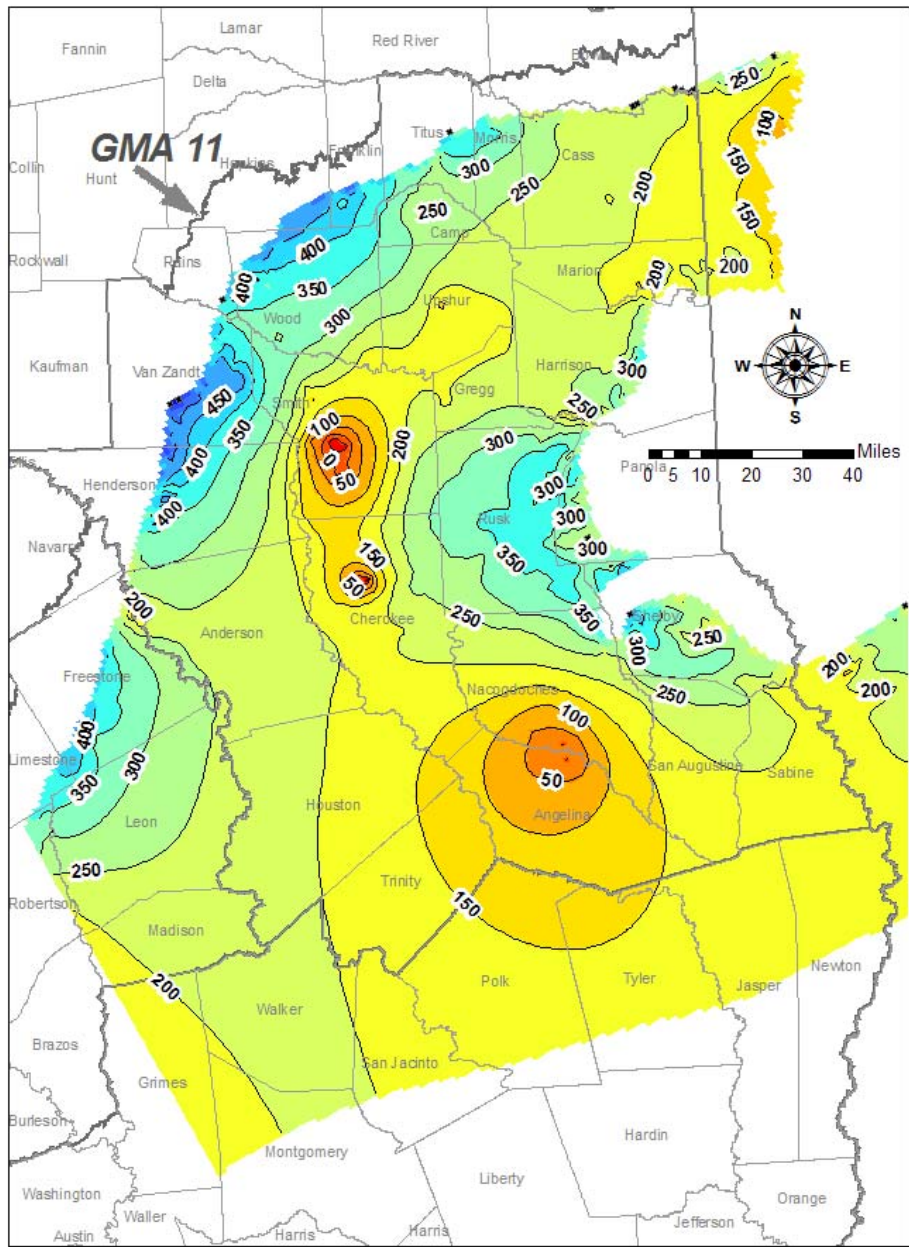 Lamar
Red River
Fannin
Delta
250
Titus
Morris
GMA 11
Hopkins
Franklin
100
Collin
Hunt
300
Cass
150
200
250
250
150
400
Camp
Rockwall
Rains
400
Marion
200
200
350
Wood
300
Upshur
N
Kaufman
Van Zandt
Harrison
300
W
E
450
Gregg
Smith
250
S
100
350
200
300
Miles
400
0
Panola
0 5 10
20
30
40
Ellis
Henderson
50
300
400
Rusk
300
Navarro
150
300
350
50
200
250
350
Cherokee
Shelby
Anderson
250
300
200
Freestone
Nacogdoches
250
200
100
400
Limestone
San Augustine
Sabine
350
300
50
Houston
Angelina
Leon
250
Trinity
Robertson
150
Madison
200
Polk
Tyler
Newton
Jasper
Walker
Brazos
San Jacinto
Grimes
Burleson
Hardin
Montgomery
Liberty
Washington
Orange
Waller
Jefferson
Austin
Harris
Harris